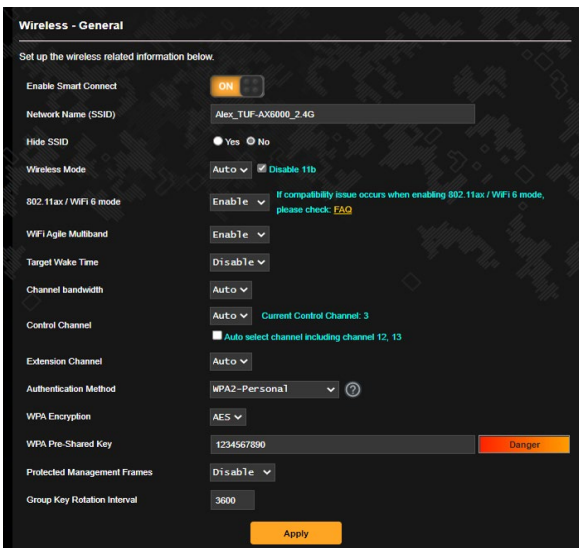 Wireless - General
Set up the wireless related information below.
Enable Smart Connect ON
Network Name (SSID) Alex_TUF-AX6000_2.4G
Hide SSID Yes No
Wireless Mode Auto Disable 11b
802.11ax / WiFi 6 mode Enable If compatibility issue occurs when enabling 802.11ax / WiFi 6 mode,
please check: FAQ
WiFi Agile Multiband Enable
Target Wake Time Disable
Channel bandwidth Auto
Control Channel Auto Current Control Channel: 3
Auto select channel including channel 12, 13
Extension Channel Auto
Authentication Method WPA2-Personal ?
WPA Encryption AES
WPA Pre-Shared Key 1234567890 Danger
Protected Management Frames Disable
Group Key Rotation Interval 3600
Apply